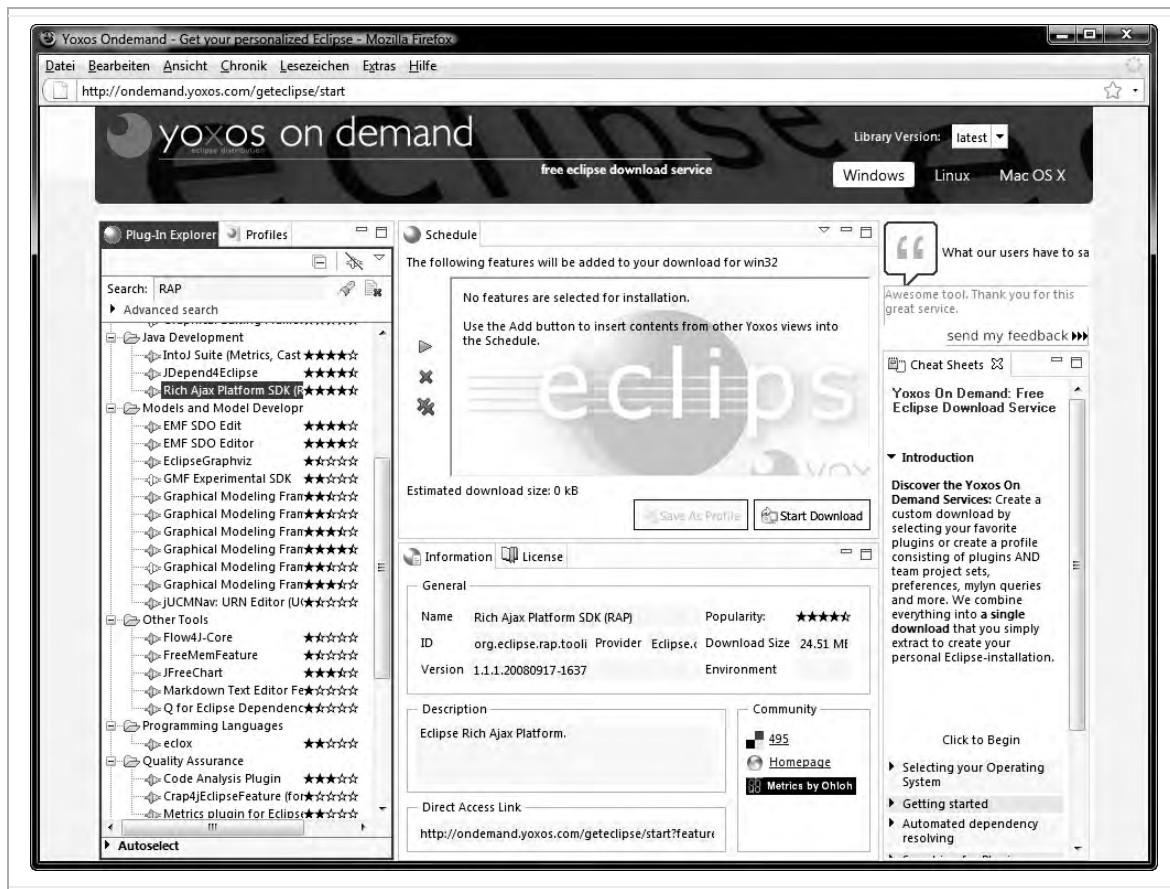 Yoxos Ondemand - Get your personalized Eclipse - Mozilla Firefox
Datei Bearbeiten Ansicht Chronik Lesezeichen Extras Hilfe
http://ondemand.yoxos.com/geteclipse/start
yoxos on demand
eclipse distribution
free eclipse download service
Library Version: latest
Windows Linux Mac OS X
Plug-In Explorer Profiles
Search: RAP
Advanced search
Java Development
IntoJ Suite (Metrics, Cast
JDepend4Eclipse
Rich Ajax Platform SDK (R
Models and Model Developr
EMF SDO Edit
EMF SDO Editor
EclipseGraphviz
GMF Experimental SDK
Graphical Modeling Fram
Graphical Modeling Fram
Graphical Modeling Fram
Graphical Modeling Fram
Graphical Modeling Fram
jUCMNav: URN Editor (U
Other Tools
Flow4J-Core
FreeMemFeature
JFreeChart
Markdown Text Editor Fe
Q for Eclipse Dependenc
Programming Languages
eclox
Quality Assurance
Code Analysis Plugin
Crap4jEclipseFeature (for
Metrics plugin for Eclipse
Autoselect
Schedule
The following features will be added to your download for win32
No features are selected for installation.
Use the Add button to insert contents from other Yoxos views into
the Schedule.
eclips
Estimated download size: 0 kB
Save As Profile Start Download
Information License
General
Name Rich Ajax Platform SDK (RAP) Popularity:
ID org.eclipse.rap.tooli Provider Eclipse.c Download Size 24.51 ME
Version 1.1.1.20080917-1637 Environment
Description
Eclipse Rich Ajax Platform.
Community
495
Homepage
Metrics by Ohloh
Direct Access Link
http://ondemand.yoxos.com/geteclipse/start?feature
What our users have to sa
Awesome tool. Thank you for this
great service.
send my feedback
Cheat Sheets
Yoxos On Demand: Free
Eclipse Download Service
Introduction
Discover the Yoxos On
Demand Services: Create a
custom download by
selecting your favorite
plugins or create a profile
consisting of plugins AND
team project sets,
preferences, mylyn queries
and more. We combine
everything into a single
download that you simply
extract to create your
personal Eclipse-installation.
Click to Begin
Selecting your Operating
System
Getting started
Automated dependency
resolving